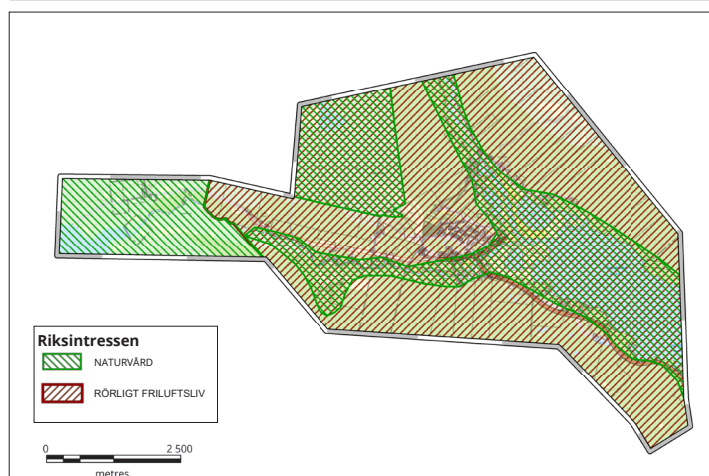 Riksintressen
NATURVÅRD
RÖRLIGT FRILUFTSLIV
0 2 500
metres